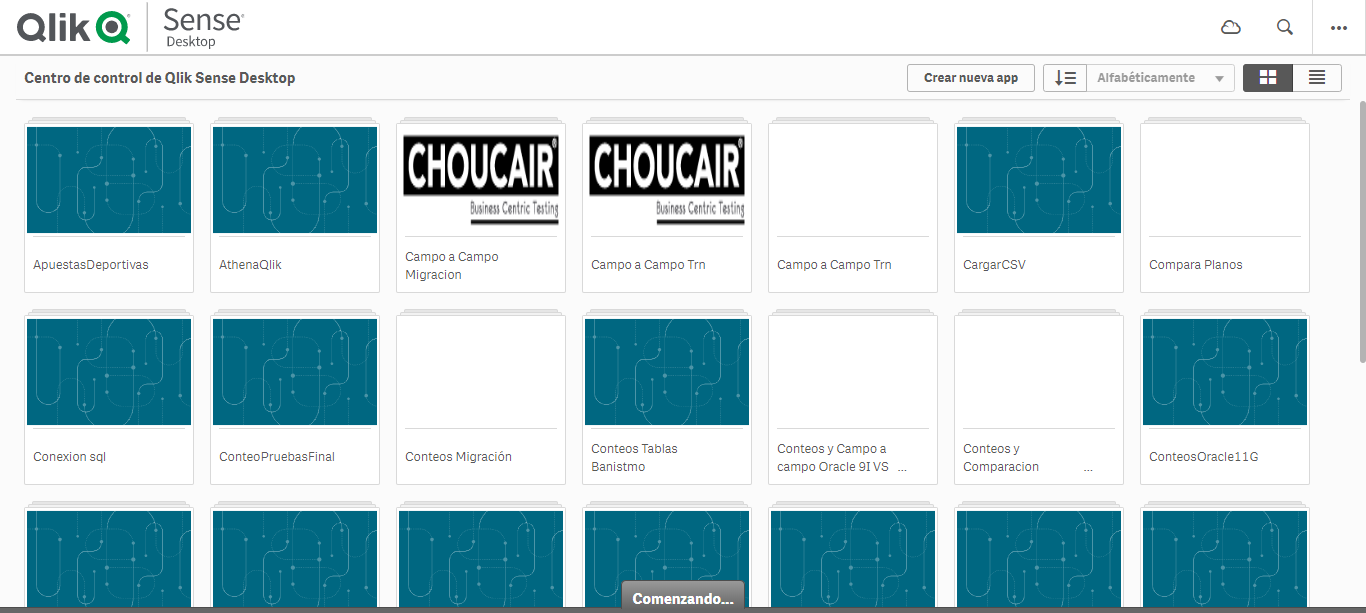 Qlik Sense®
Desktop
Centro de control de Qlik Sense Desktop
Crear nueva app
Alfabéticamente
CHOUCAIR®
Business Centric Testing
CHOUCAIR®
Business Centric Testing
ApuestasDeportivas
AthenaQlik
Campo a Campo
Migracion
Campo a Campo Trn
Campo a Campo Trn
CargarCSV
Compara Planos
Conexion sql
ConteoPruebasFinal
Conteos Migración
Conteos Tablas
Banistmo
Conteos y Campo a
campo Oracle 9I VS ...
Conteos y
Comparacion ...
ConteosOracle11G
Comenzando...